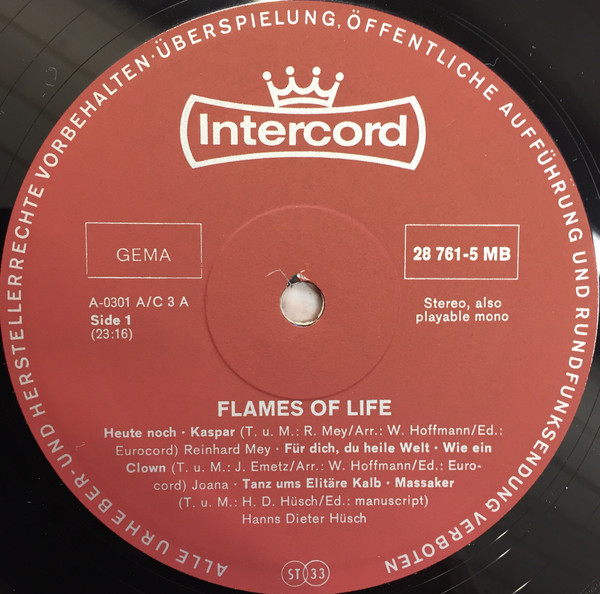 ALLE URHEBER- UND HERSTELLERRECHTE VORBEHALTEN · ÜBERSPIELUNG, ÖFFENTLICHE AUFFÜHRUNG UND RUNDFUNKSENDUNG VERBOTEN
Intercord
GEMA
28 761-5 MB
A-0301 A/C 3 A
Side 1
(23:16)
Stereo, also
playable mono
FLAMES OF LIFE
Heute noch · Kaspar (T. u. M.: R. Mey/Arr.: W. Hoffmann/Ed.:
Eurocord) Reinhard Mey · Für dich, du heile Welt · Wie ein
Clown (T. u. M.: J. Emetz/Arr.: W. Hoffmann/Ed.: Euro-
cord) Joana · Tanz ums Elitäre Kalb · Massaker
(T. u. M.: H. D. Hüsch/Ed.: manuscript)
Hanns Dieter Hüsch
ST 33